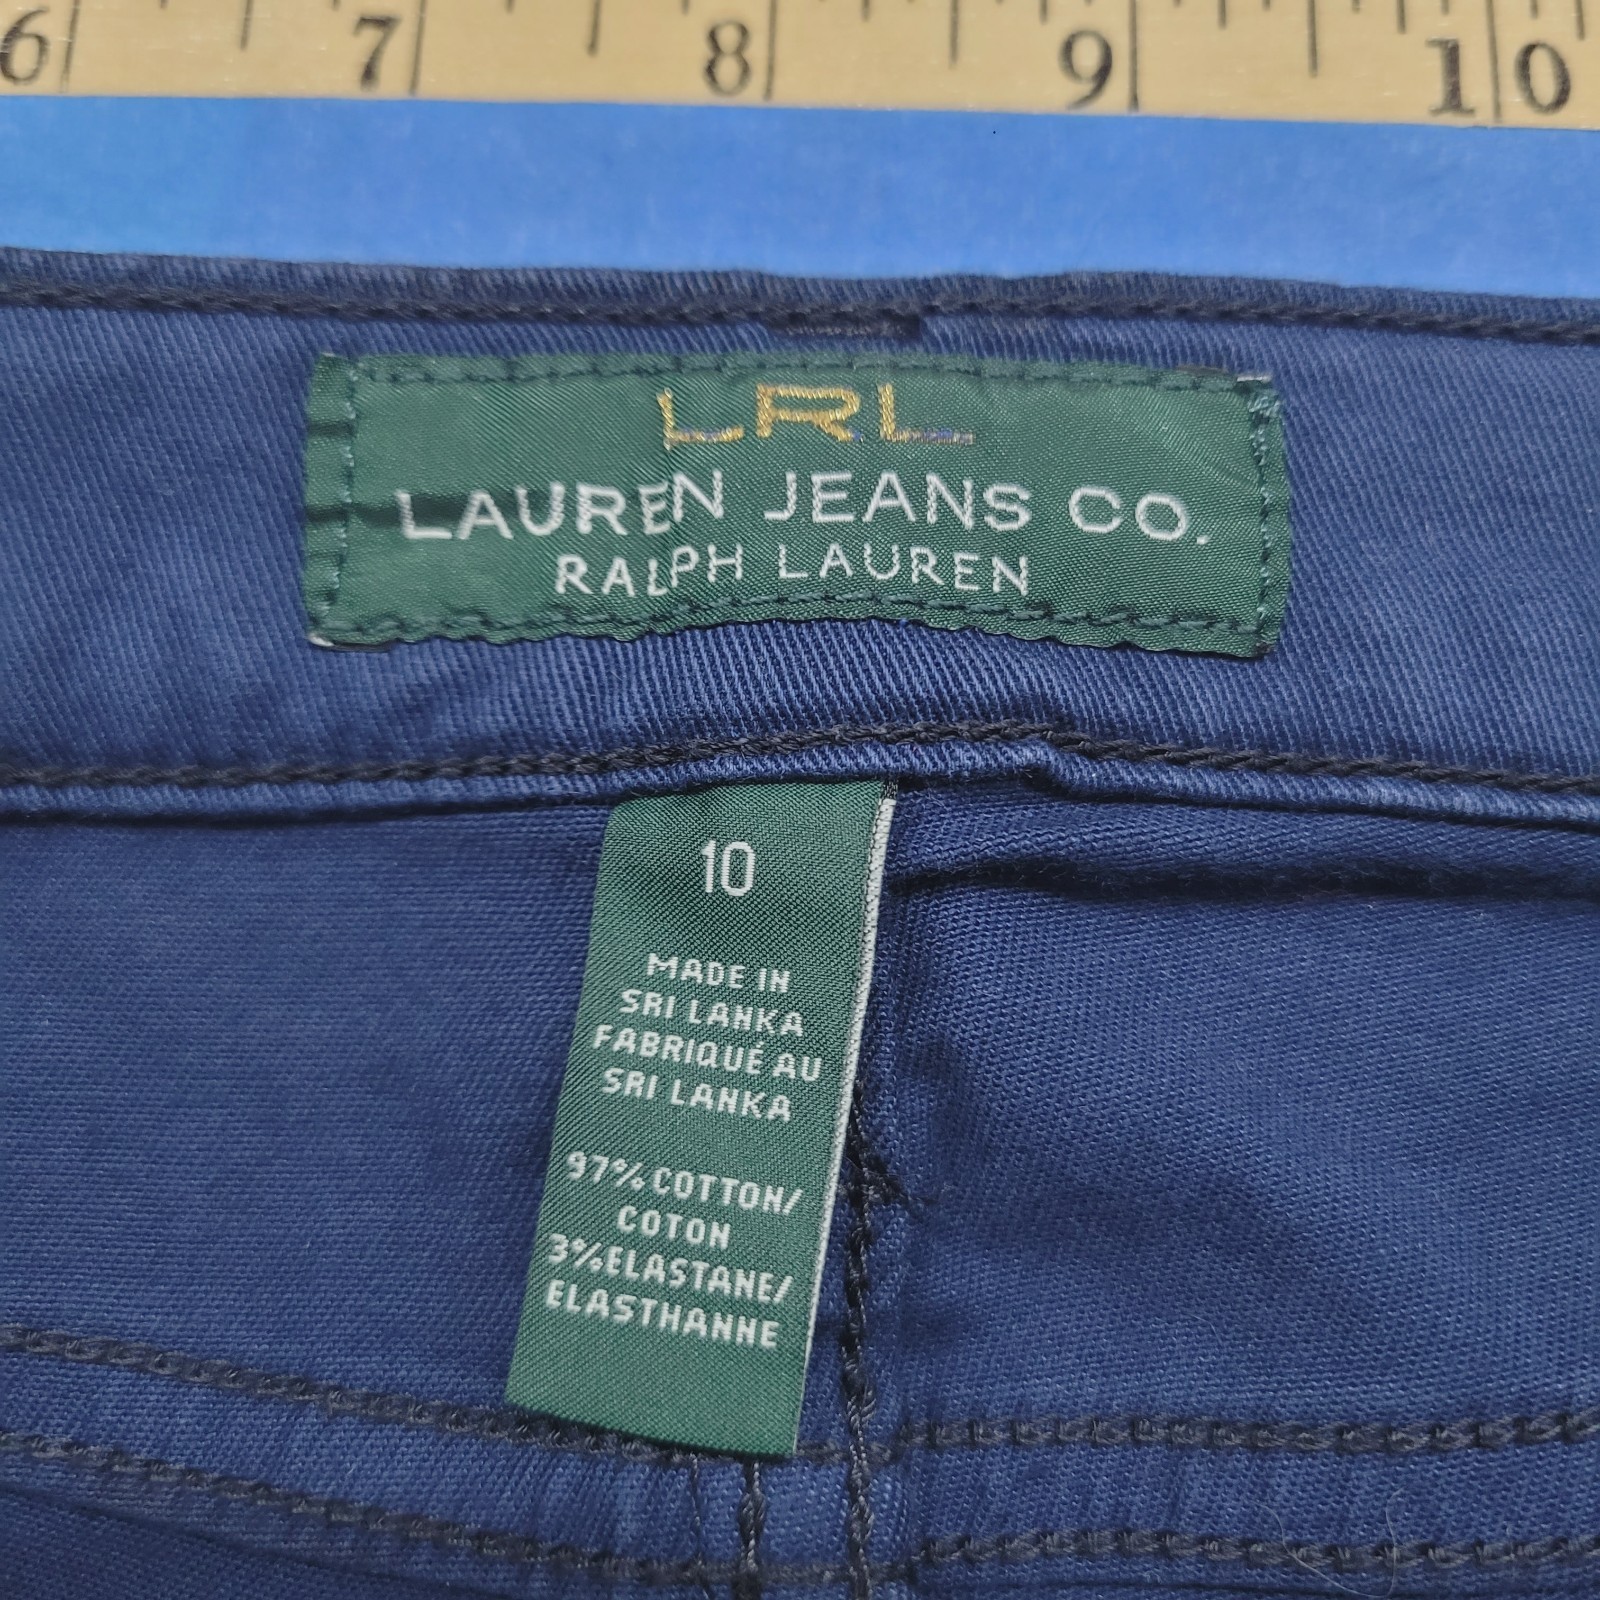 6 7 8 9 10
LRL
LAUREN JEANS CO.
RALPH LAUREN
10
MADE IN
SRI LANKA
FABRIQUÉ AU
SRI LANKA
97% COTTON/
COTON
3% ELASTANE/
ELASTHANNE